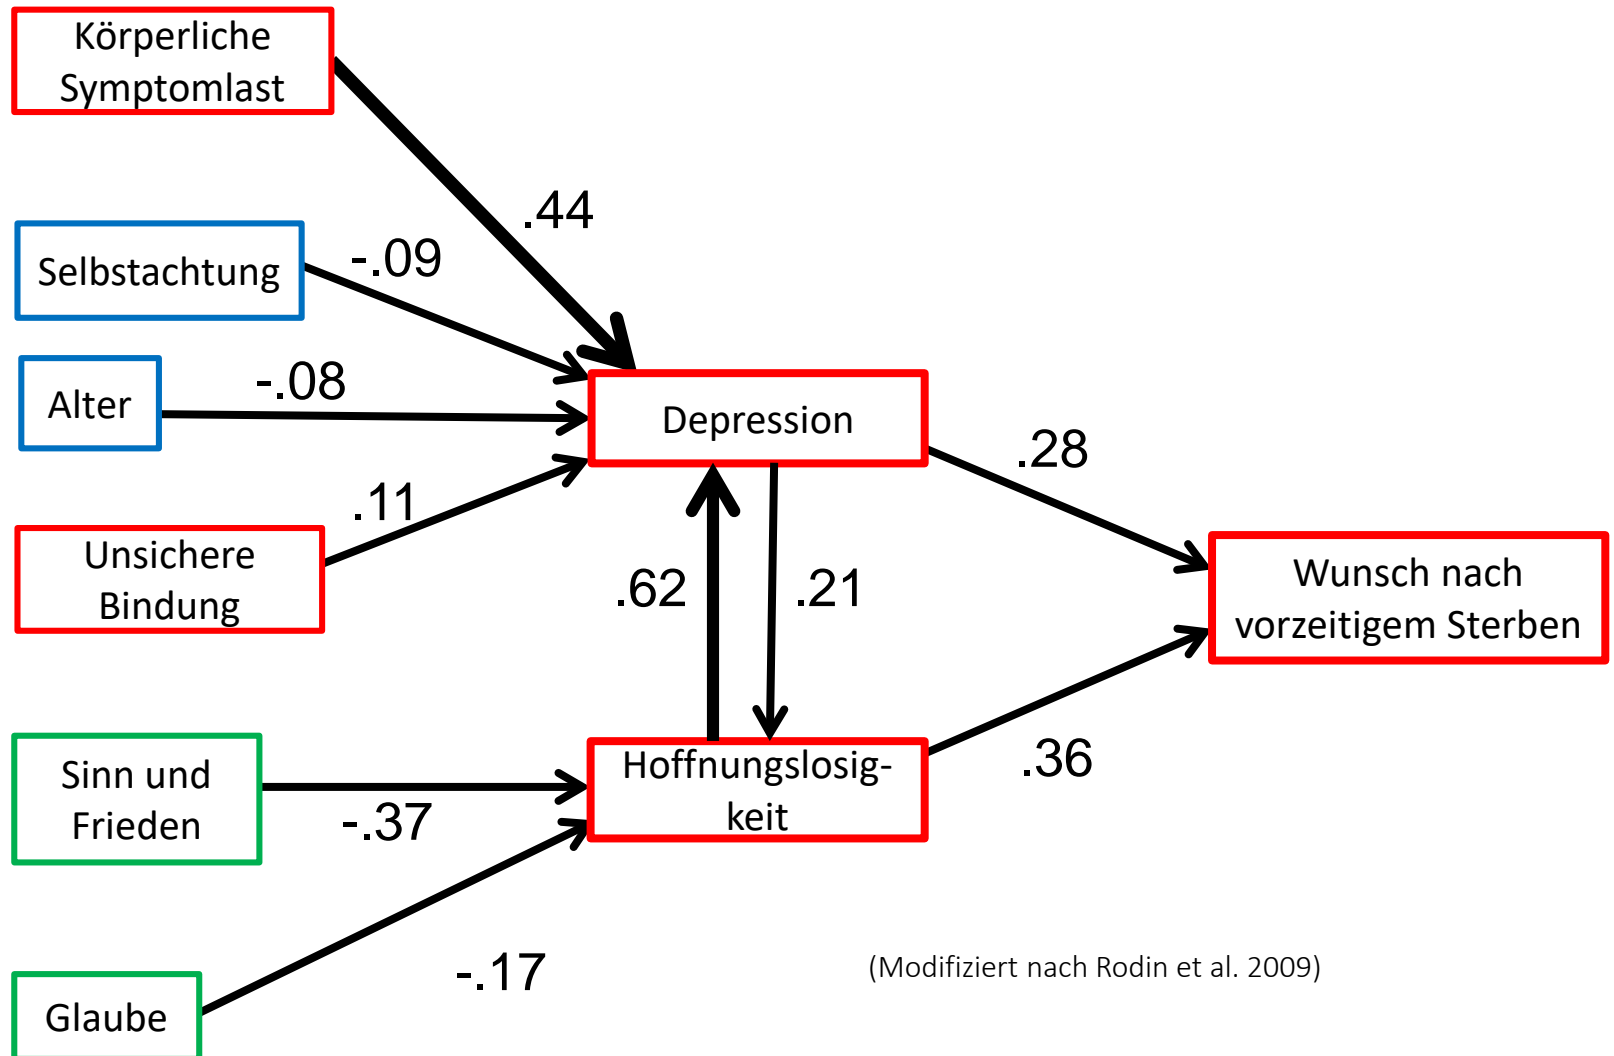 Körperliche
Symptomlast
.44
Selbstachtung
-.09
Alter
-.08
Depression
.28
.11
Unsichere
Bindung
.62
.21
Wunsch nach
vorzeitigem Sterben
Sinn und
Frieden
-.37
Hoffnungslosig-
keit
.36
-.17
(Modifiziert nach Rodin et al. 2009)
Glaube